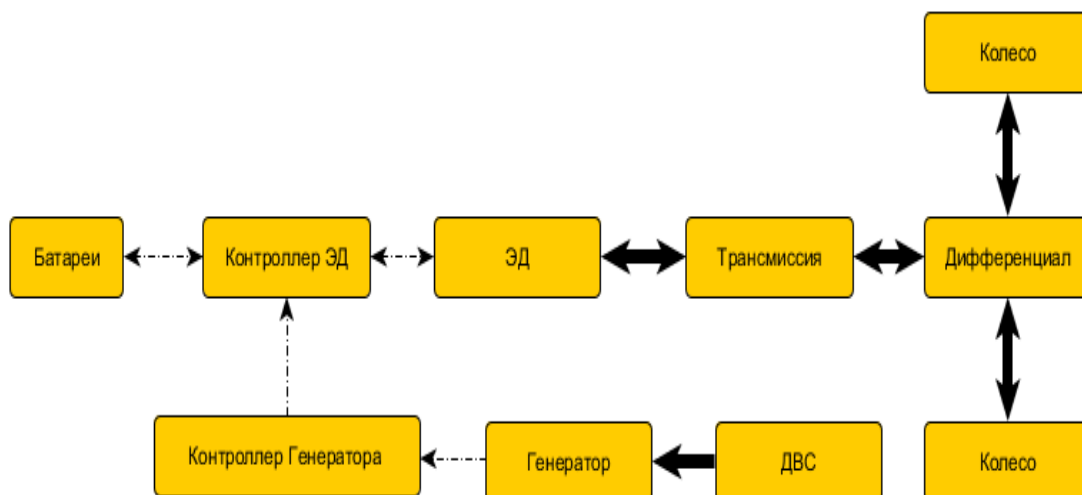 Колесо
Батареи
Контроллер ЭД
ЭД
Трансмиссия
Дифференциал
Контроллер Генератора
Генератор
ДВС
Колесо